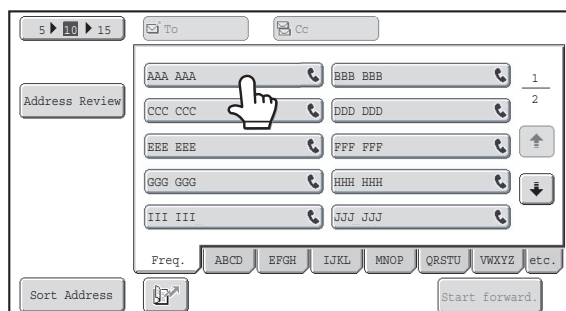 5 10 15 To Cc
AAA AAA BBB BBB 1
Address Review CCC CCC DDD DDD 2
EEE EEE FFF FFF
GGG GGG HHH HHH
III III JJJ JJJ
Freq. ABCD EFGH IJKL MNOP QRSTU VWXYZ etc.
Sort Address Start forward.